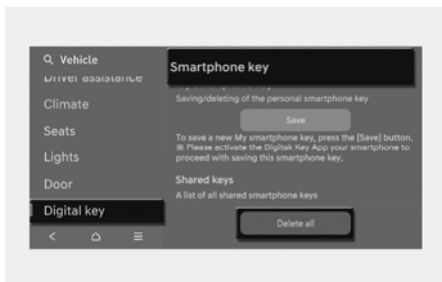 Vehicle
Driver assistance
Climate
Seats
Lights
Door
Digital key
Smartphone key
Saving/deleting of the personal smartphone key
Save
To save a new My smartphone key, press the [Save] button.
※ Please activate the Digitak Key App your smartphone to
proceed with saving this smartphone key.
Shared keys
A list of all shared smartphone keys
Delete all